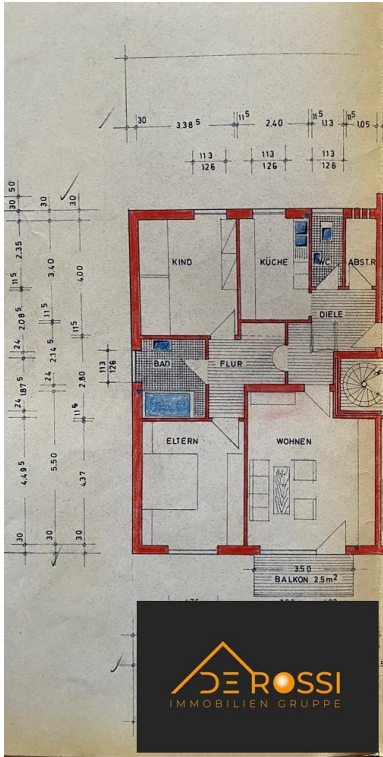 30 3.38⁵ 11⁵ 2.40 11⁵ 1.13 11⁵ 1.05
113 113 113
126 126 126
50
30 30 30
2.35 3.40 4.00
11⁵ 11⁵ 11⁵
2.08⁵ 2.14⁵
24 24
1.87⁵ 2.80
24
11⁶
4.49⁵ 5.50 4.37
30 30 30
113
126
KIND KÜCHE WC ABST.R
DIELE
BAD FLUR
ELTERN WOHNEN
3.50
BALKON 2.5m²
DE ROSSI
IMMOBILIEN GRUPPE